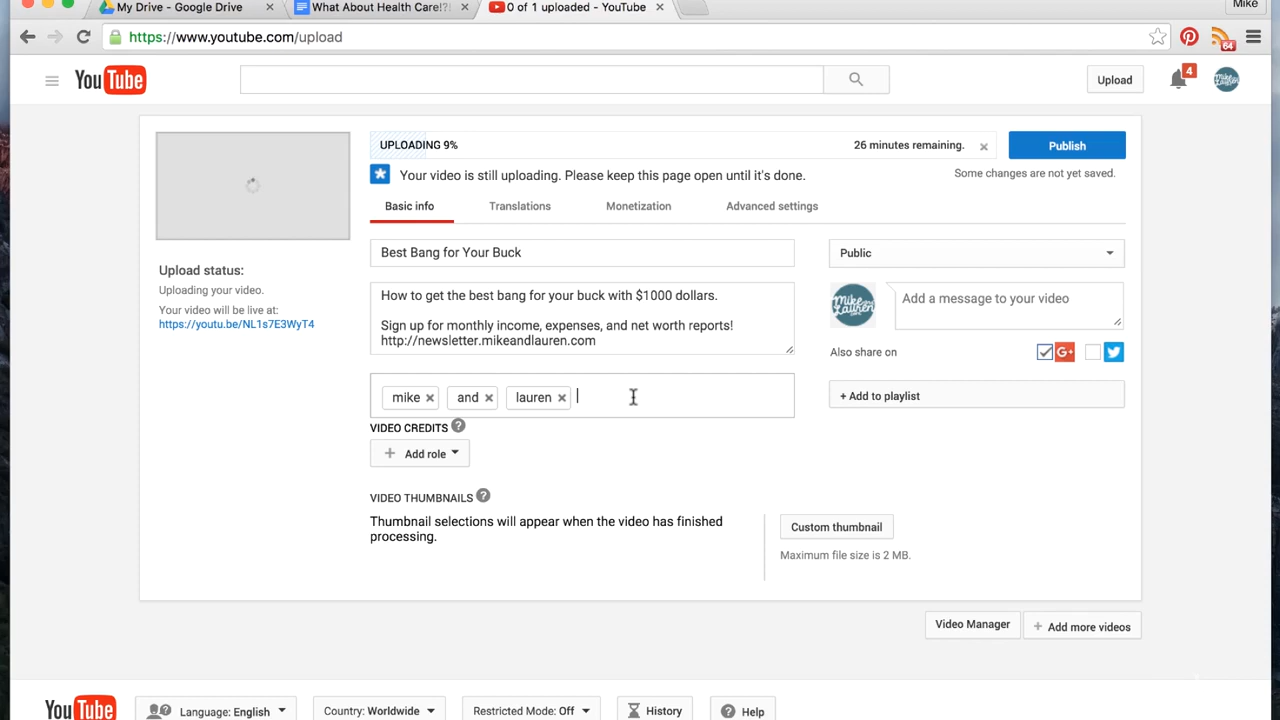 My Drive - Google Drive
What About Health Care!?!
0 of 1 uploaded - YouTube
Mike
https://www.youtube.com/upload
64
YouTube
Upload
4
Mike
Lauren
UPLOADING 9%
26 minutes remaining.
Publish
Your video is still uploading. Please keep this page open until it's done.
Some changes are not yet saved.
Basic info
Translations
Monetization
Advanced settings
Upload status:
Uploading your video.
Your video will be live at:
https://youtu.be/NL1s7E3WyT4
Best Bang for Your Buck
How to get the best bang for your buck with $1000 dollars.
Sign up for monthly income, expenses, and net worth reports!
http://newsletter.mikeandlauren.com
mike
and
lauren
VIDEO CREDITS
+ Add role
VIDEO THUMBNAILS
Thumbnail selections will appear when the video has finished
processing.
Custom thumbnail
Maximum file size is 2 MB.
Public
Mike
Lauren
Add a message to your video
Also share on
G+
+ Add to playlist
Video Manager
+ Add more videos
YouTube
Language: English
Country: Worldwide
Restricted Mode: Off
History
Help